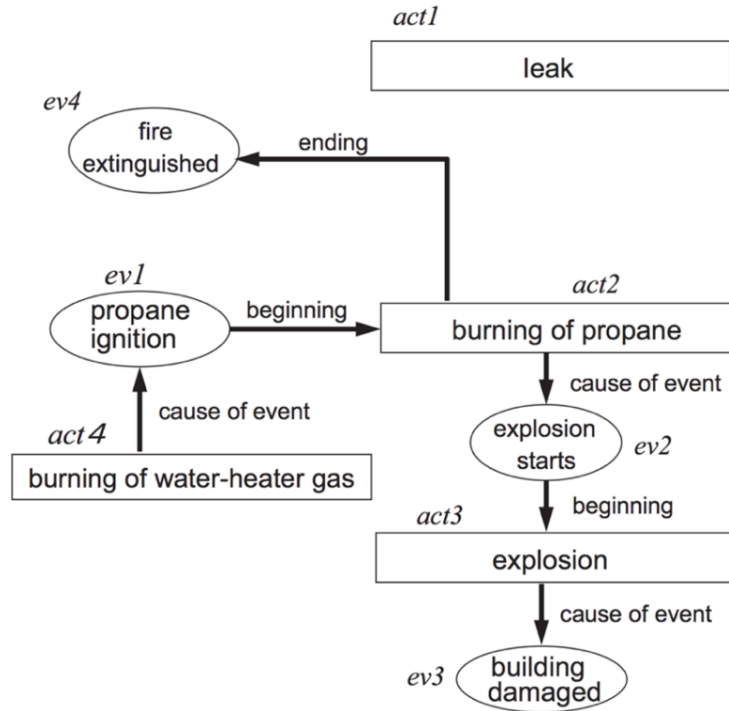 act1
leak
ev4
fire
extinguished
ending
ev1
propane
ignition
beginning
act2
burning of propane
cause of event
cause of event
explosion
starts
ev2
act4
burning of water-heater gas
beginning
act3
explosion
cause of event
ev3
building
damaged